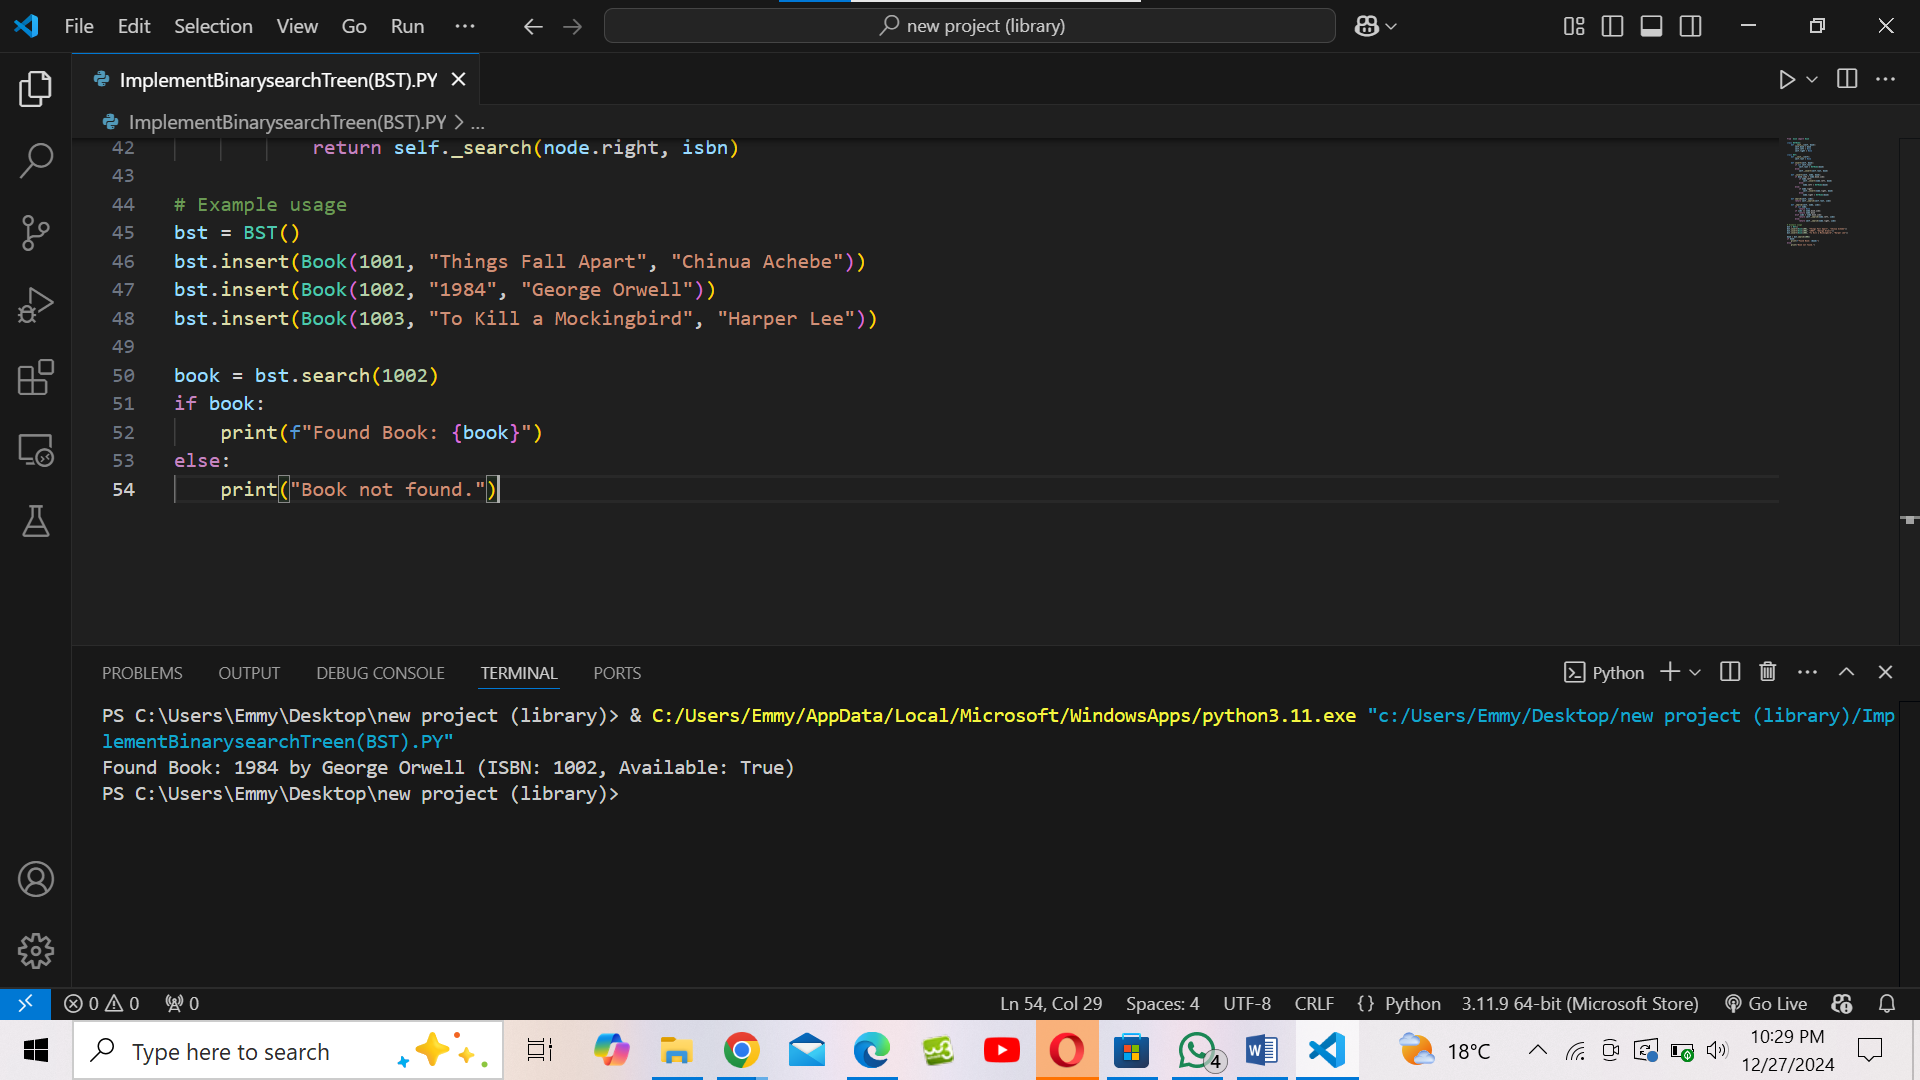 File Edit Selection View Go Run ··· new project (library)
ImplementBinarysearchTreen(BST).PY
ImplementBinarysearchTreen(BST).PY > ...
42 return self._search(node.right, isbn)
43
44 # Example usage
45 bst = BST()
46 bst.insert(Book(1001, "Things Fall Apart", "Chinua Achebe"))
47 bst.insert(Book(1002, "1984", "George Orwell"))
48 bst.insert(Book(1003, "To Kill a Mockingbird", "Harper Lee"))
49
50 book = bst.search(1002)
51 if book:
52 print(f"Found Book: {book}")
53 else:
54 print("Book not found.")
PROBLEMS OUTPUT DEBUG CONSOLE TERMINAL PORTS Python
PS C:\Users\Emmy\Desktop\new project (library)> & C:/Users/Emmy/AppData/Local/Microsoft/WindowsApps/python3.11.exe "c:/Users/Emmy/Desktop/new project (library)/Imp
lementBinarysearchTreen(BST).PY"
Found Book: 1984 by George Orwell (ISBN: 1002, Available: True)
PS C:\Users\Emmy\Desktop\new project (library)>
0 0 0 Ln 54, Col 29 Spaces: 4 UTF-8 CRLF {} Python 3.11.9 64-bit (Microsoft Store) Go Live
Type here to search w3 4 W 18°C 10:29 PM
12/27/2024